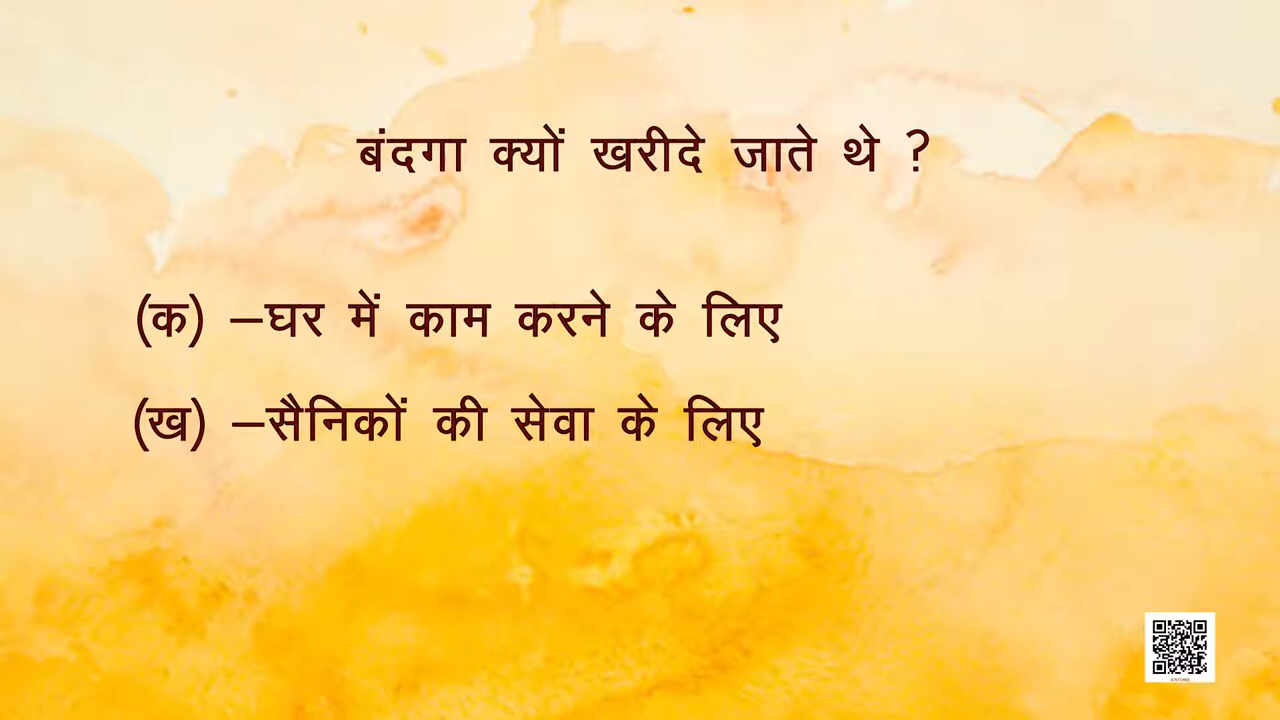 बंदगा क्यों खरीदे जाते थे ?
(क) –घर में काम करने के लिए
(ख) –सैनिकों की सेवा के लिए